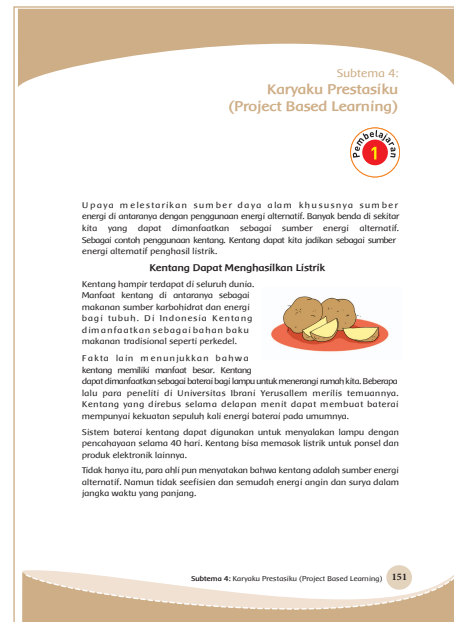 Subtema 4:
Karyaku Prestasiku
(Project Based Learning)
Pembelajaran
1
Upaya melestarikan sumber daya alam khususnya sumber
energi di antaranya dengan penggunaan energi alternatif. Banyak benda di sekitar
kita yang dapat dimanfaatkan sebagai sumber energi alternatif.
Sebagai contoh penggunaan kentang. Kentang dapat kita jadikan sebagai sumber
energi alternatif penghasil listrik.
Kentang Dapat Menghasilkan Listrik
Kentang hampir terdapat di seluruh dunia.
Manfaat kentang di antaranya sebagai
makanan sumber karbohidrat dan energi
bagi tubuh. Di Indonesia Kentang
dimanfaatkan sebagai bahan baku
makanan tradisional seperti perkedel.
Fakta lain menunjukkan bahwa
kentang memiliki manfaat besar. Kentang
dapat dimanfaatkan sebagai baterai bagi lampu untuk menerangi rumah kita. Beberapa
lalu para peneliti di Universitas Ibrani Yerusallem merilis temuannya.
Kentang yang direbus selama delapan menit dapat membuat baterai
mempunyai kekuatan sepuluh kali energi baterai pada umumnya.
Sistem baterai kentang dapat digunakan untuk menyalakan lampu dengan
pencahayaan selama 40 hari. Kentang bisa memasok listrik untuk ponsel dan
produk elektronik lainnya.
Tidak hanya itu, para ahli pun menyatakan bahwa kentang adalah sumber energi
alternatif. Namun tidak seefisien dan semudah energi angin dan surya dalam
jangka waktu yang panjang.
Subtema 4: Karyaku Prestasiku (Project Based Learning)
151